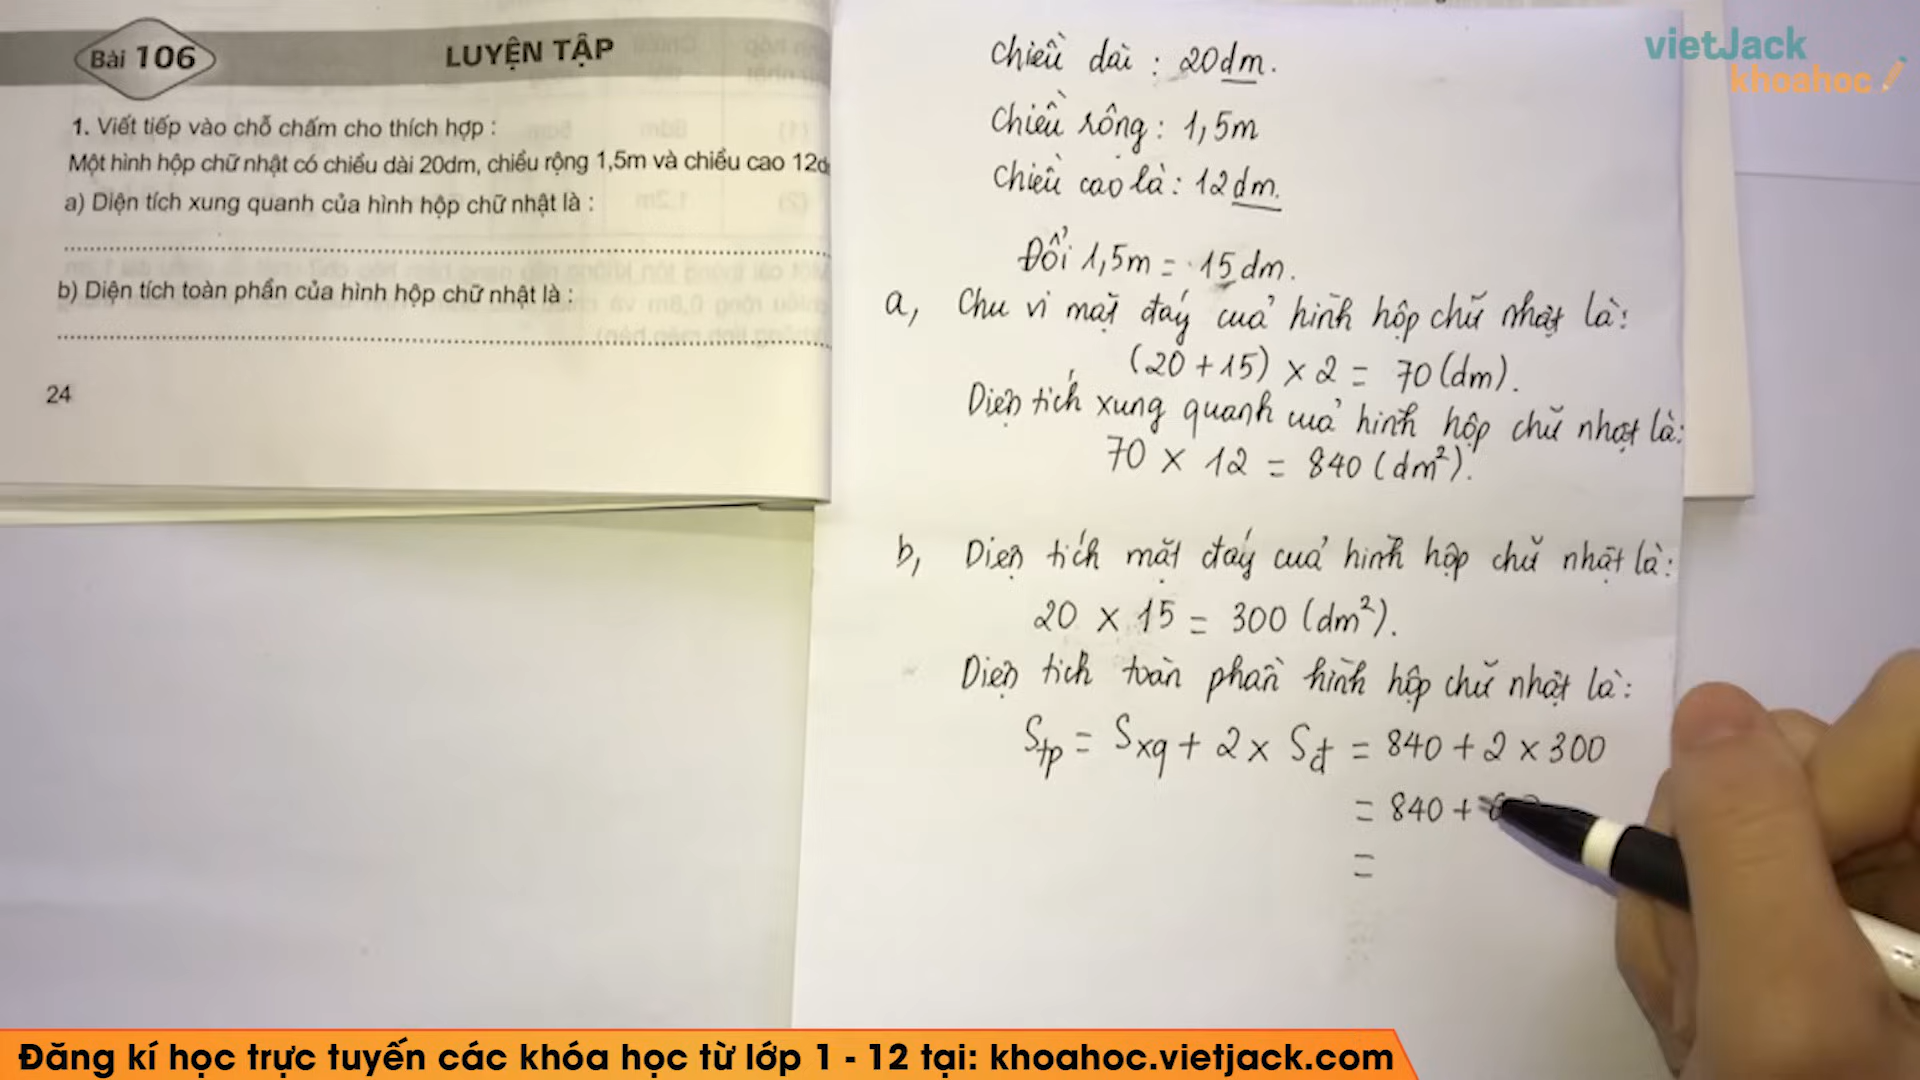 Bài 106
LUYỆN TẬP
1. Viết tiếp vào chỗ chấm cho thích hợp :
Một hình hộp chữ nhật có chiều dài 20dm, chiều rộng 1,5m và chiều cao 12d
a) Diện tích xung quanh của hình hộp chữ nhật là :
b) Diện tích toàn phần của hình hộp chữ nhật là :
24
vietJack
khoahoc
Chiều dài : 20dm.
Chiều rộng : 1,5m
Chiều cao là : 12dm.
Đổi 1,5m = 15dm.
a, Chu vi mặt đáy của hình hộp chữ nhật là:
(20 + 15) × 2 = 70 (dm).
Diện tích xung quanh của hình hộp chữ nhật là:
70 × 12 = 840 (dm²).
b, Diện tích mặt đáy của hình hộp chữ nhật là:
20 × 15 = 300 (dm²).
Diện tích toàn phần hình hộp chữ nhật là:
Stp = Sxq + 2 × Sđ = 840 + 2 × 300
= 840 +
=
Đăng kí học trực tuyến các khóa học từ lớp 1 - 12 tại: khoahoc.vietjack.com